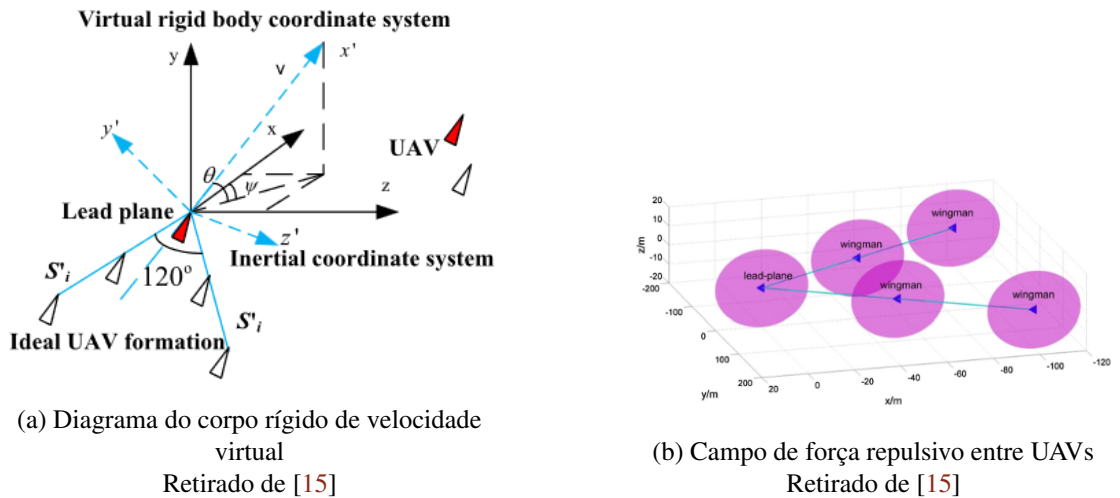 Virtual rigid body coordinate system
y
v
x'
y'
x
UAV
θ
ψ
z
Lead plane
z'
Inertial coordinate system
S'i
120°
S'i
Ideal UAV formation
(a) Diagrama do corpo rígido de velocidade
virtual
Retirado de [15]
20
10
0
-10
-20
z/m
-200
-100
0
100
200
y/m
20
0
-20
-40
-60
-80
-100
-120
x/m
wingman
wingman
lead-plane
wingman
wingman
(b) Campo de força repulsivo entre UAVs
Retirado de [15]